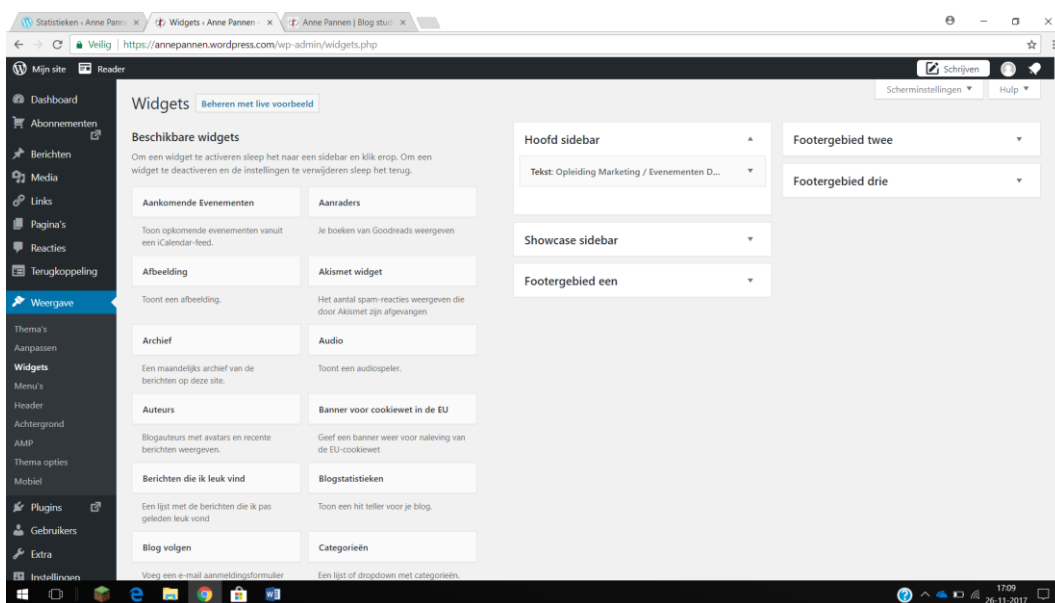 Statistieken ‹ Anne Pann
Widgets ‹ Anne Pannen
Anne Pannen | Blog stud
Veilig
https://annepannen.wordpress.com/wp-admin/widgets.php
Mijn site
Reader
Schrijven
Dashboard
Abonnementen
Berichten
Media
Links
Pagina's
Reacties
Terugkoppeling
Weergave
Thema's
Aanpassen
Widgets
Menu's
Header
Achtergrond
AMP
Thema opties
Mobiel
Plugins
Gebruikers
Extra
Instellingen
Scherminstellingen
Hulp
Widgets
Beheren met live voorbeeld
Beschikbare widgets
Om een widget te activeren sleep het naar een sidebar en klik erop. Om een
widget te deactiveren en de instellingen te verwijderen sleep het terug.
Aankomende Evenementen
Toon opkomende evenementen vanuit
een iCalendar-feed.
Aanraders
Je boeken van Goodreads weergeven
Afbeelding
Toont een afbeelding.
Akismet widget
Het aantal spam-reacties weergeven die
door Akismet zijn afgevangen
Archief
Een maandelijks archief van de
berichten op deze site.
Audio
Toont een audiospeler.
Auteurs
Blogauteurs met avatars en recente
berichten weergeven.
Banner voor cookiewet in de EU
Geef een banner weer voor naleving van
de EU-cookiewet
Berichten die ik leuk vind
Een lijst met de berichten die ik pas
geleden leuk vond
Blogstatistieken
Toon een hit teller voor je blog.
Blog volgen
Voeg een e-mail aanmeldingsformulier
Categorieën
Een lijst of dropdown met categorieën.
Hoofd sidebar
Tekst: Opleiding Marketing / Evenementen D...
Showcase sidebar
Footergebied een
Footergebied twee
Footergebied drie
17:09
26-11-2017